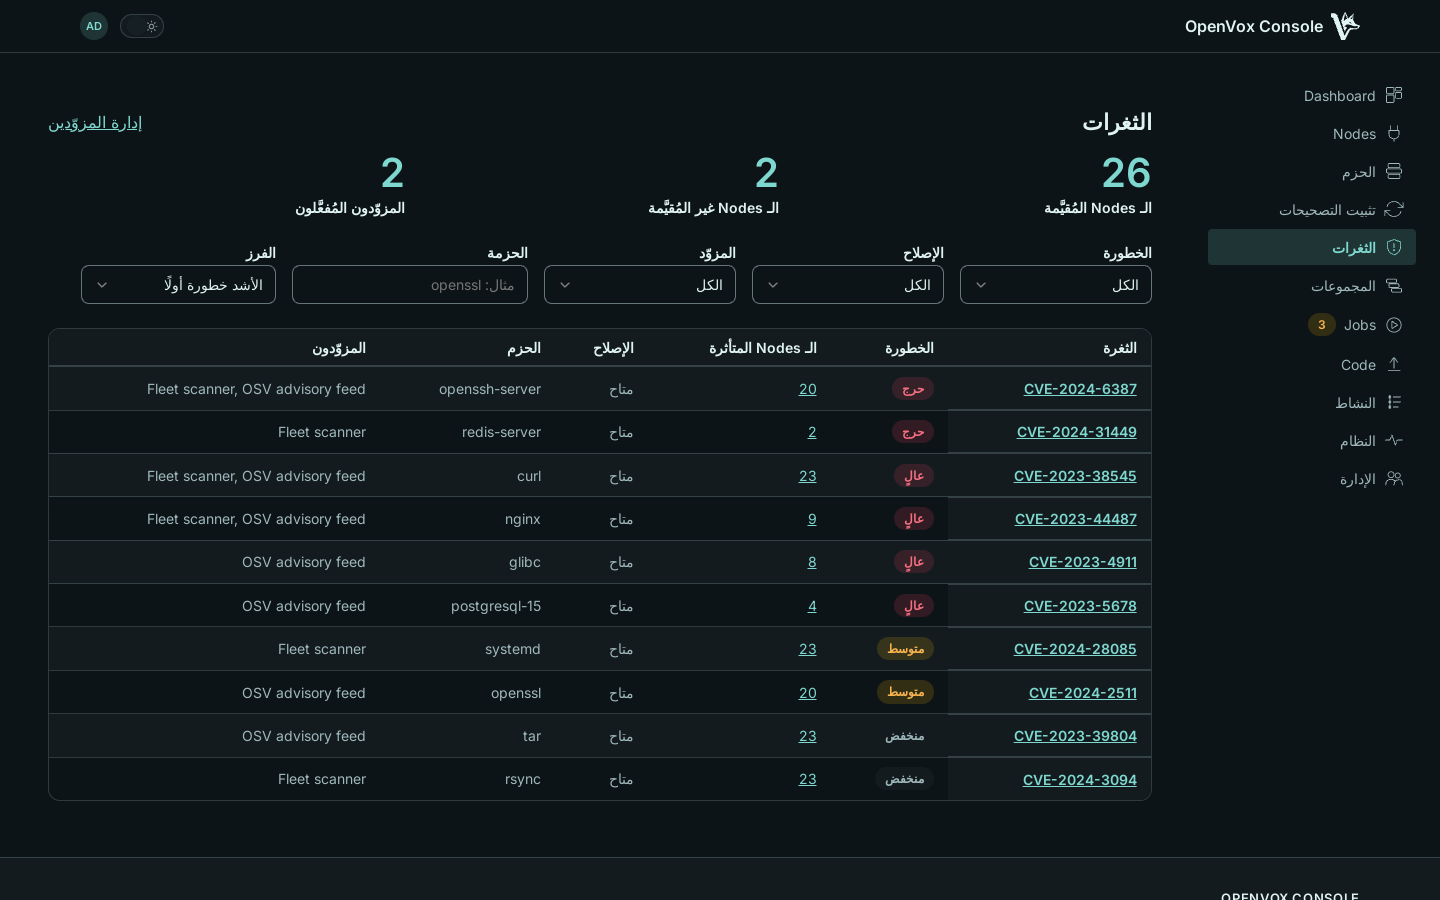 OpenVox Console
AD
Dashboard
Nodes
الحزم
تثبيت التصحيحات
الثغرات
المجموعات
Jobs 3
Code
النشاط
النظام
الإدارة
الثغرات
إدارة المزوّدين
26
الـ Nodes المُقيَّمة
2
الـ Nodes غير المُقيَّمة
2
المزوّدون المُفعَّلون
الخطورة
الكل
الإصلاح
الكل
المزوّد
الكل
الحزمة
مثال: openssl
الفرز
الأشد خطورة أولًا
الثغرة الخطورة الـ Nodes المتأثرة الإصلاح الحزم المزوّدون
CVE-2024-6387 حرج 20 متاح openssh-server Fleet scanner, OSV advisory feed
CVE-2024-31449 حرج 2 متاح redis-server Fleet scanner
CVE-2023-38545 عالٍ 23 متاح curl Fleet scanner, OSV advisory feed
CVE-2023-44487 عالٍ 9 متاح nginx Fleet scanner, OSV advisory feed
CVE-2023-4911 عالٍ 8 متاح glibc OSV advisory feed
CVE-2023-5678 عالٍ 4 متاح postgresql-15 OSV advisory feed
CVE-2024-28085 متوسط 23 متاح systemd Fleet scanner
CVE-2024-2511 متوسط 20 متاح openssl OSV advisory feed
CVE-2023-39804 منخفض 23 متاح tar OSV advisory feed
CVE-2024-3094 منخفض 23 متاح rsync Fleet scanner
OPENVOX CONSOLE